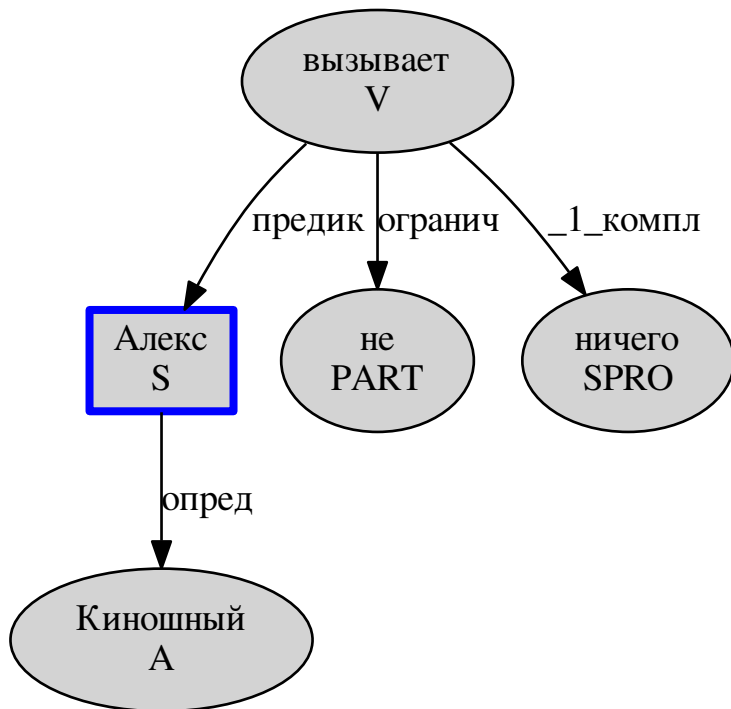 вызывает
V
предик огранич _1_компл
Алекс
S
не
PART
ничего
SPRO
опред
Киношный
A